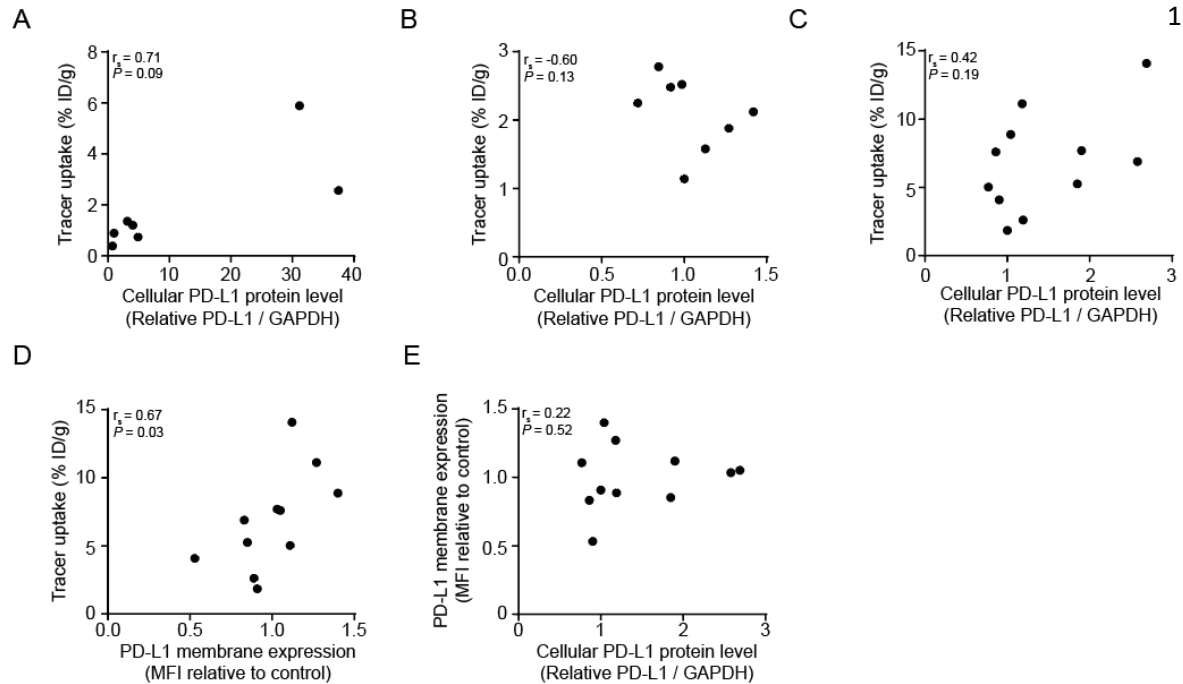 A
r_s = 0.71
P = 0.09
Tracer uptake (% ID/g)
8
6
4
2
0
0 10 20 30 40
Cellular PD-L1 protein level
(Relative PD-L1 / GAPDH)
B
r_s = -0.60
P = 0.13
Tracer uptake (% ID/g)
3
2
1
0
0.0 0.5 1.0 1.5
Cellular PD-L1 protein level
(Relative PD-L1 / GAPDH)
C
1
r_s = 0.42
P = 0.19
Tracer uptake (% ID/g)
15
10
5
0
0 1 2 3
Cellular PD-L1 protein level
(Relative PD-L1 / GAPDH)
D
r_s = 0.67
P = 0.03
Tracer uptake (% ID/g)
15
10
5
0
0.0 0.5 1.0 1.5
PD-L1 membrane expression
(MFI relative to control)
E
r_s = 0.22
P = 0.52
PD-L1 membrane expression
(MFI relative to control)
1.5
1.0
0.5
0
0 1 2 3
Cellular PD-L1 protein level
(Relative PD-L1 / GAPDH)